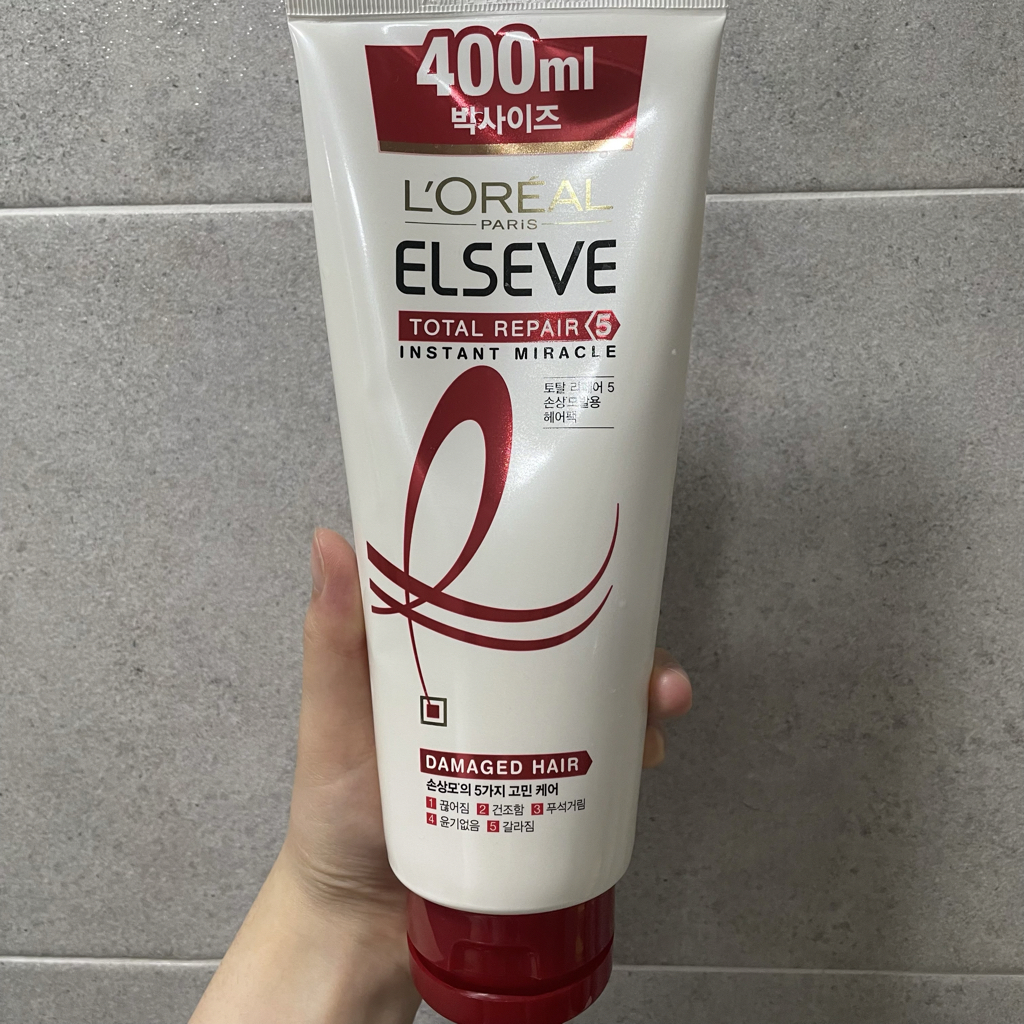 400ml
빅사이즈
L'ORÉAL
PARiS
ELSEVE
TOTAL REPAIR 5
INSTANT MIRACLE
토탈 리페어 5
손상모발용
헤어팩
DAMAGED HAIR
손상모*의 5가지 고민 케어
1 끊어짐 2 건조함 3 푸석거림
4 윤기없음 5 갈라짐